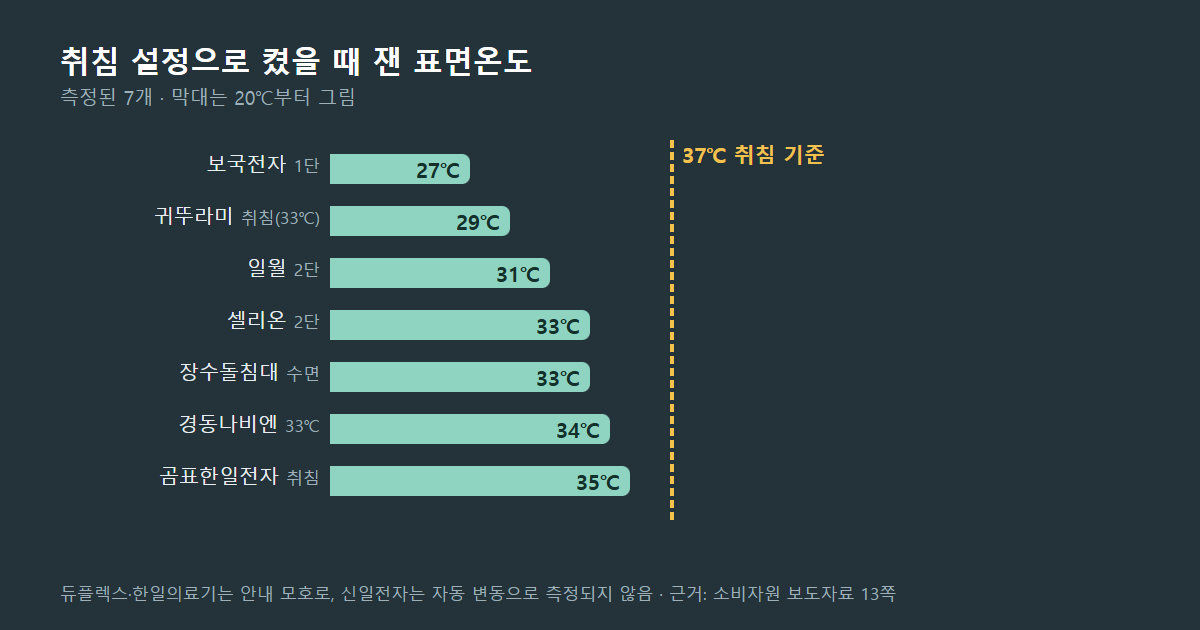 취침 설정으로 켰을 때 잰 표면온도
측정된 7개 · 막대는 20℃부터 그림
37℃ 취침 기준
보국전자 1단 27℃
귀뚜라미 취침(33℃) 29℃
일월 2단 31℃
셀리온 2단 33℃
장수돌침대 수면 33℃
경동나비엔 33℃ 34℃
곰표한일전자 취침 35℃
듀플렉스·한일의료기는 안내 모호로, 신일전자는 자동 변동으로 측정되지 않음 · 근거: 소비자원 보도자료 13쪽